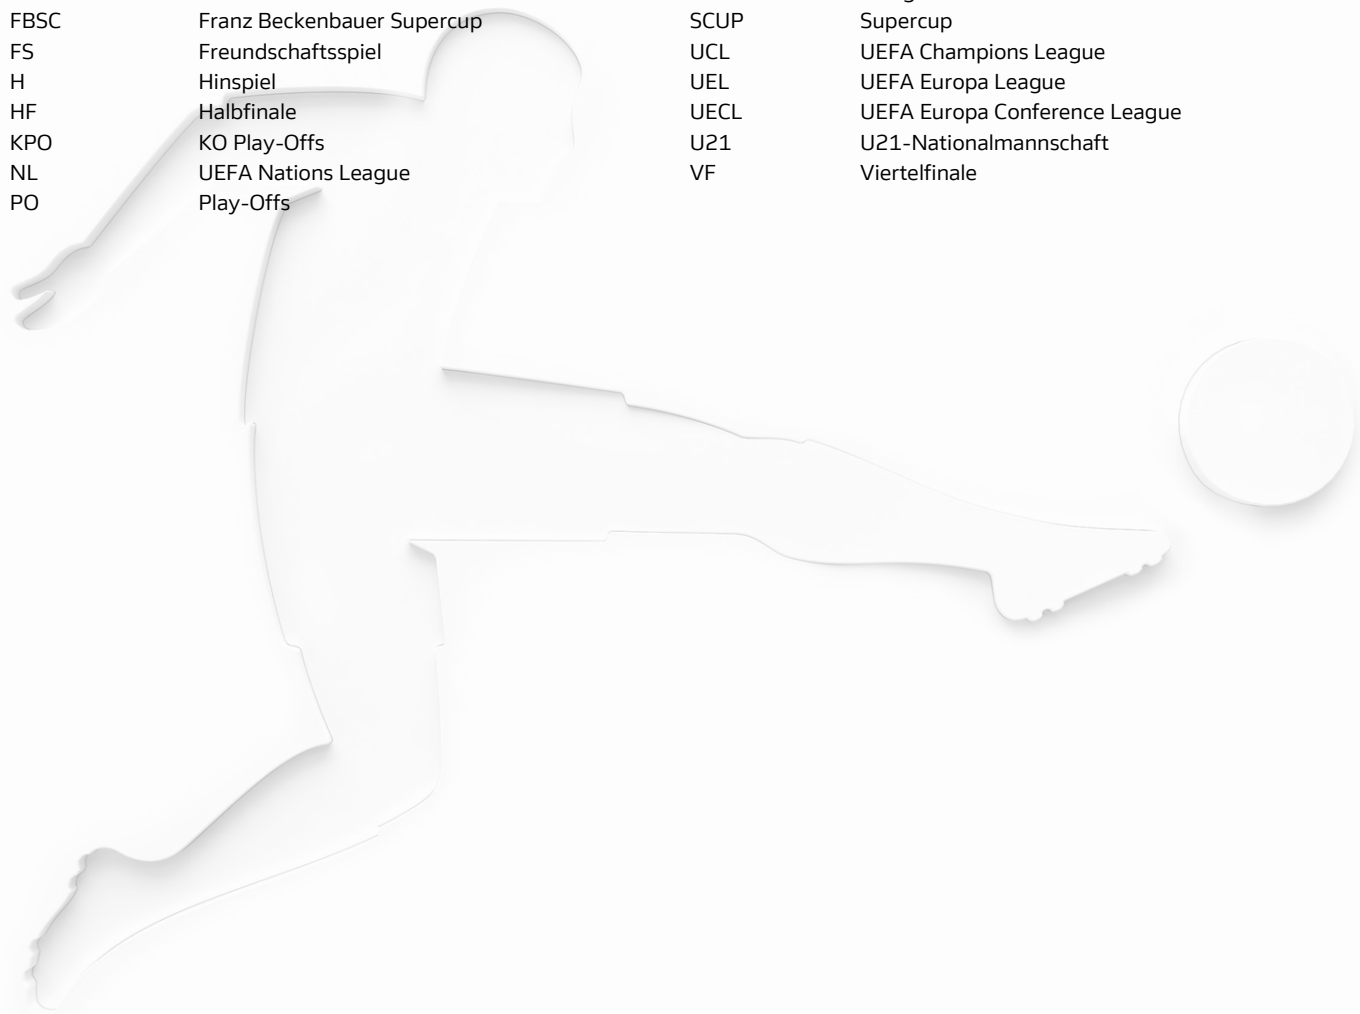 FBSC Franz Beckenbauer Supercup
FS Freundschaftsspiel
H Hinspiel
HF Halbfinale
KPO KO Play-Offs
NL UEFA Nations League
PO Play-Offs
SCUP Supercup
UCL UEFA Champions League
UEL UEFA Europa League
UECL UEFA Europa Conference League
U21 U21-Nationalmannschaft
VF Viertelfinale